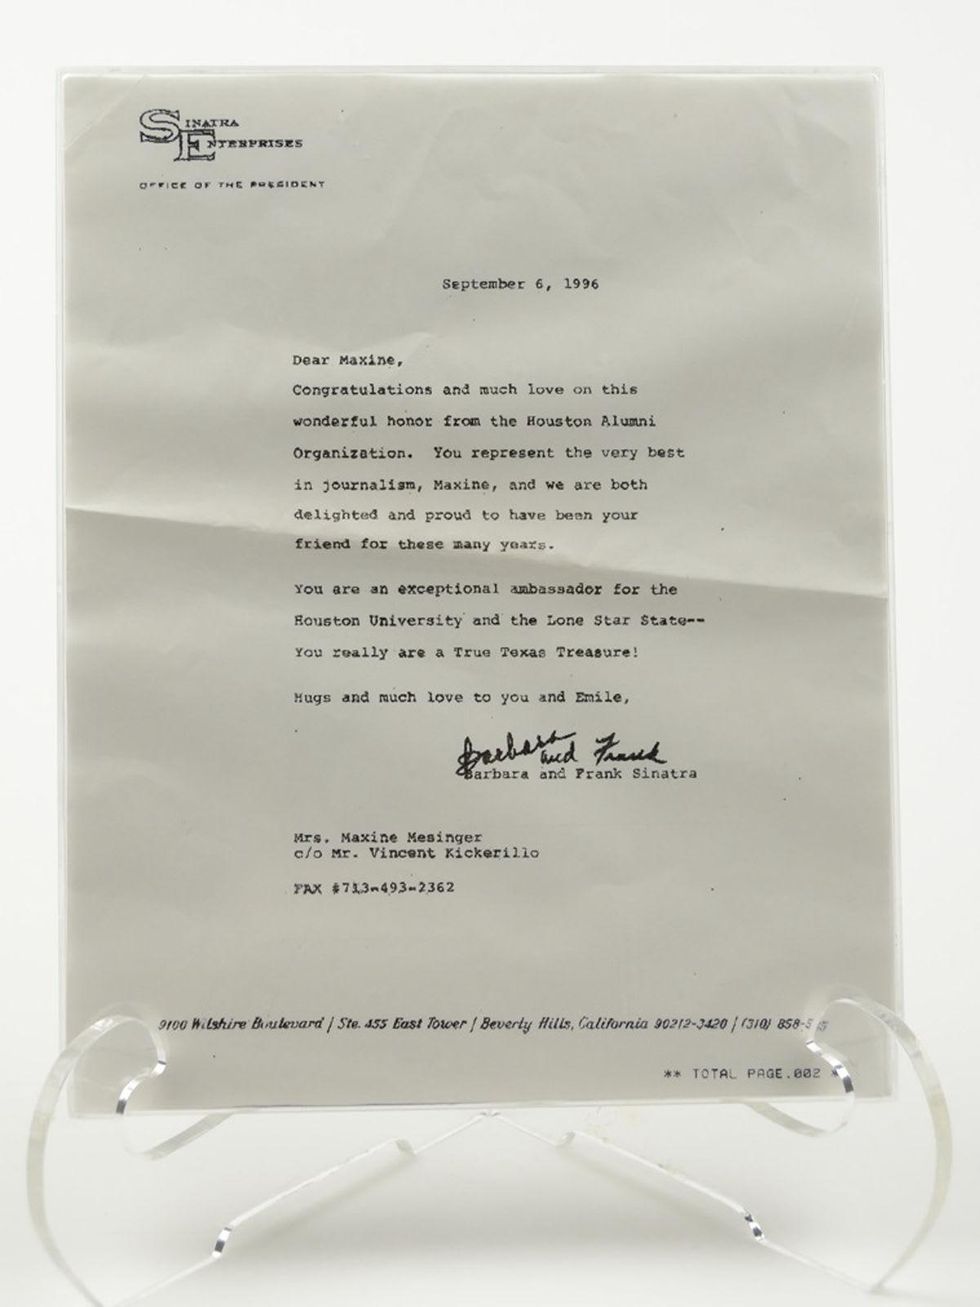 SINATRA
ENTERPRISES
OFFICE OF THE PRESIDENT
September 6, 1996
Dear Maxine,
Congratulations and much love on this
wonderful honor from the Houston Alumni
Organization. You represent the very best
in journalism, Maxine, and we are both
delighted and proud to have been your
friend for these many years.
You are an exceptional ambassador for the
Houston University and the Lone Star State--
You really are a True Texas Treasure!
Hugs and much love to you and Emile,
Barbara and Frank
Barbara and Frank Sinatra
Mrs. Maxine Mesinger
c/o Mr. Vincent Kickerillo
FAX #713-493-2362
9100 Wilshire Boulevard / Ste. 455 East Tower / Beverly Hills, California 90212-3420 / (310)
** TOTAL PAGE.002 *